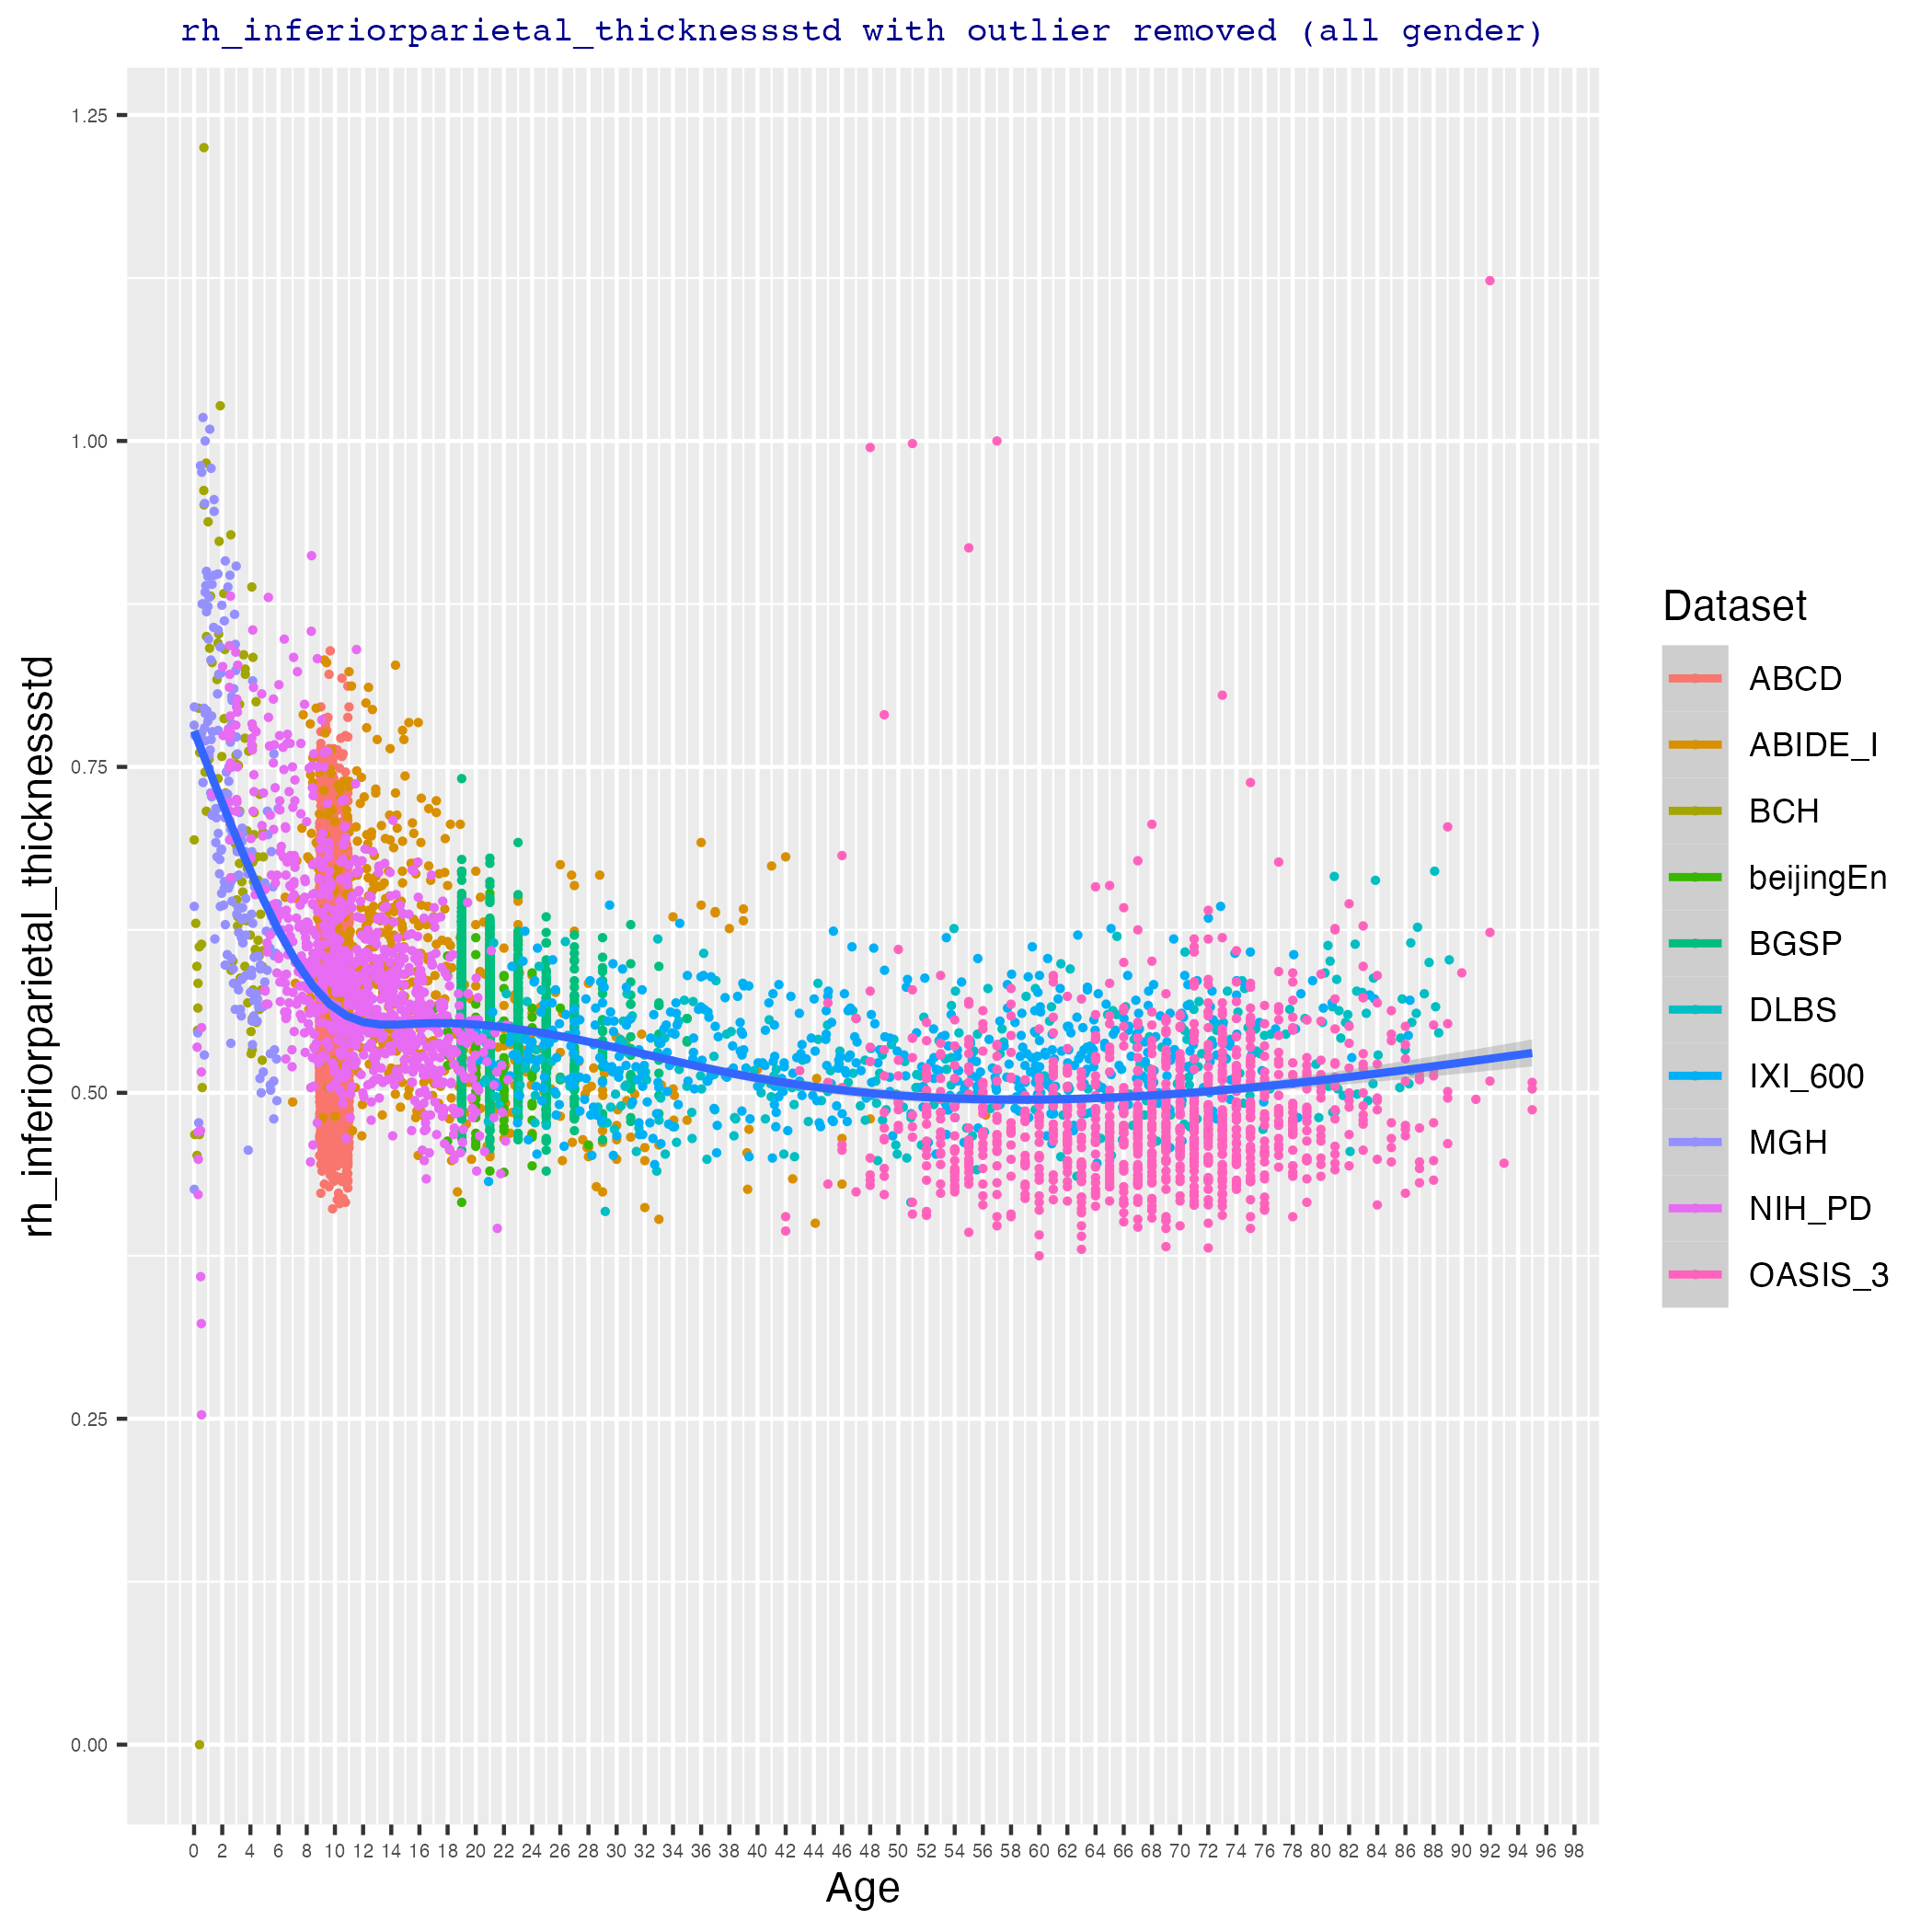 rh_inferiorparietal_thicknessstd with outlier removed (all gender)
rh_inferiorparietal_thicknessstd
1.25
1.00
0.75
0.50
0.25
0.00
0 2 4 6 8 10 12 14 16 18 20 22 24 26 28 30 32 34 36 38 40 42 44 46 48 50 52 54 56 58 60 62 64 66 68 70 72 74 76 78 80 82 84 86 88 90 92 94 96 98
Age
Dataset
ABCD
ABIDE_I
BCH
beijingEn
BGSP
DLBS
IXI_600
MGH
NIH_PD
OASIS_3